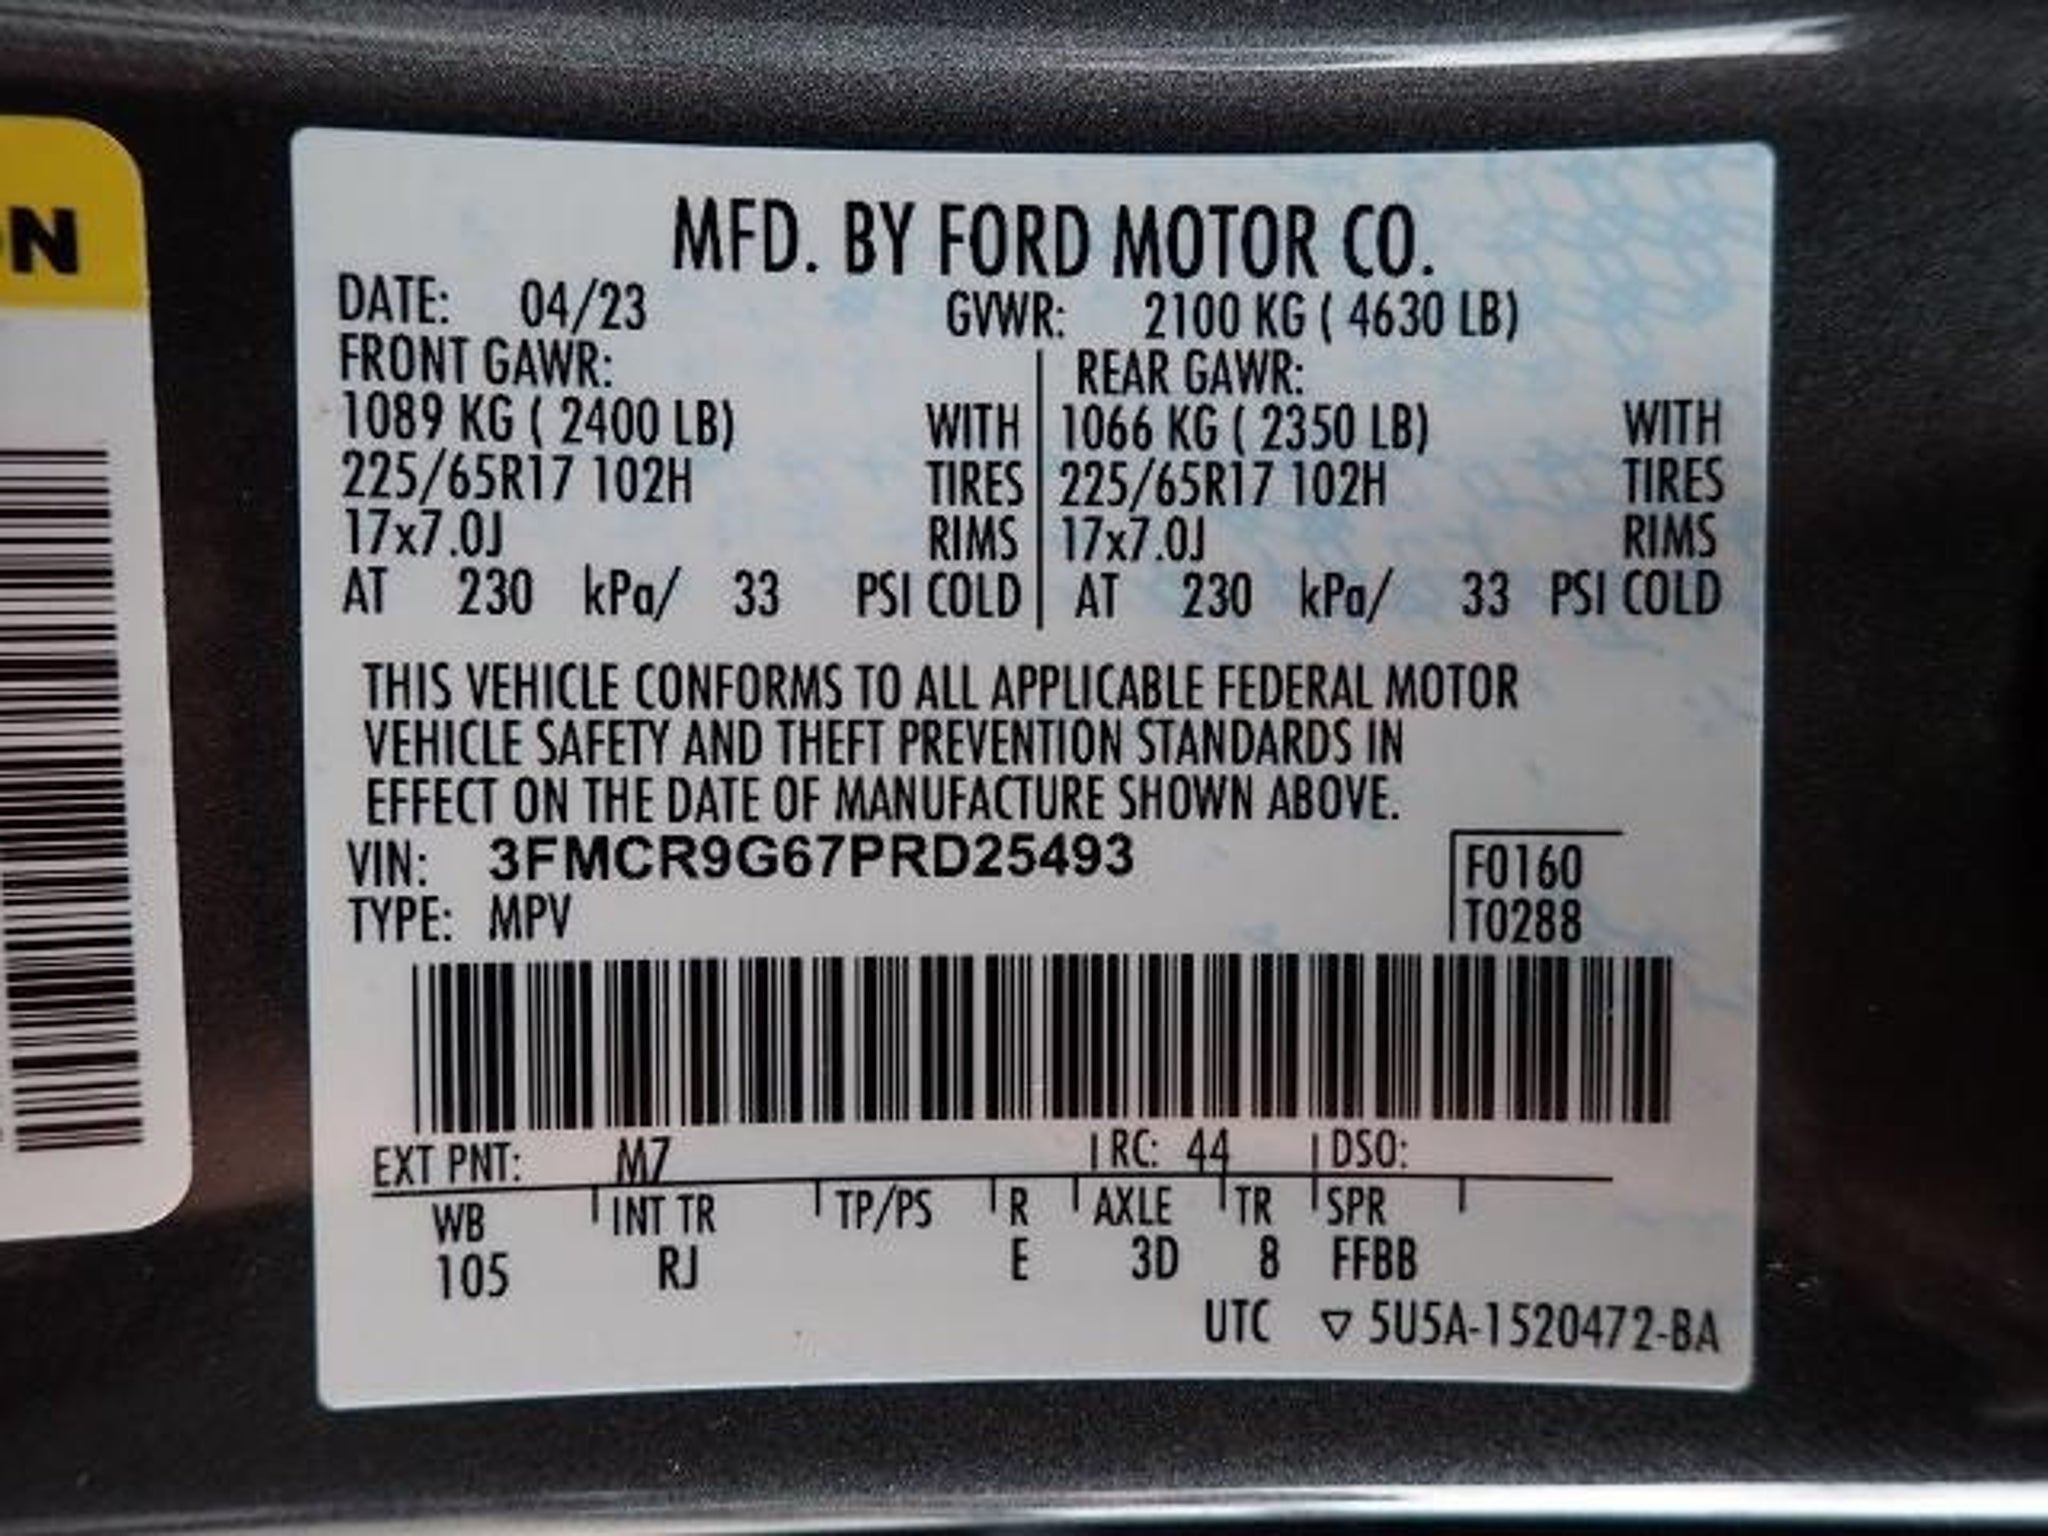 ON
MFD. BY FORD MOTOR CO.
DATE: 04/23 GVWR: 2100 KG ( 4630 LB)
FRONT GAWR: REAR GAWR:
1089 KG ( 2400 LB) WITH 1066 KG ( 2350 LB) WITH
225/65R17 102H TIRES 225/65R17 102H TIRES
17x7.0J RIMS 17x7.0J RIMS
AT 230 kPa/ 33 PSI COLD AT 230 kPa/ 33 PSI COLD
THIS VEHICLE CONFORMS TO ALL APPLICABLE FEDERAL MOTOR
VEHICLE SAFETY AND THEFT PREVENTION STANDARDS IN
EFFECT ON THE DATE OF MANUFACTURE SHOWN ABOVE.
VIN: 3FMCR9G67PRD25493 F0160
TYPE: MPV T0288
EXT PNT: M7 RC: 44 DSO:
WB INT TR TP/PS R AXLE TR SPR
105 RJ E 3D 8 FFBB
UTC ▽ 5U5A-1520472-BA